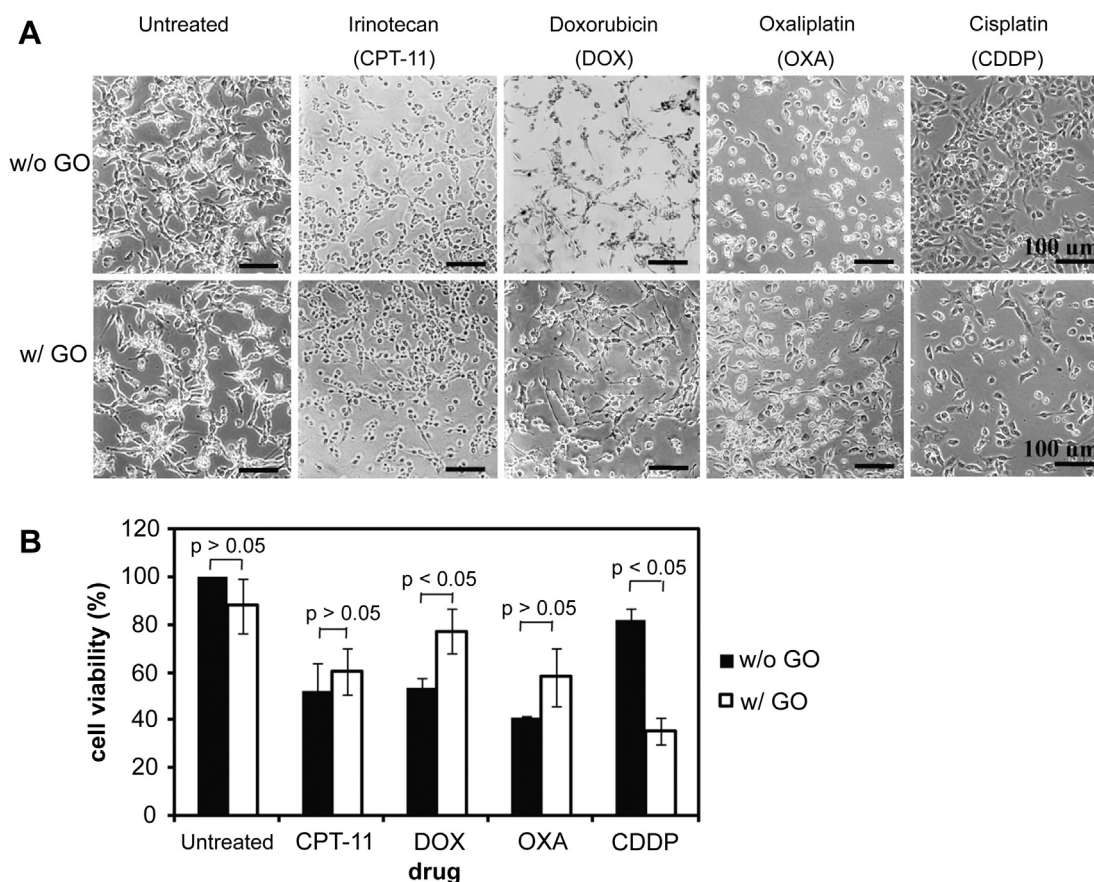 A
Untreated
Irinotecan
(CPT-11)
Doxorubicin
(DOX)
Oxaliplatin
(OXA)
Cisplatin
(CDDP)
w/o GO
100 um
w/ GO
100 um
B
cell viability (%)
120
100
80
60
40
20
0
p > 0.05
p > 0.05
p < 0.05
p > 0.05
p < 0.05
w/o GO
w/ GO
Untreated
CPT-11
DOX
OXA
CDDP
drug